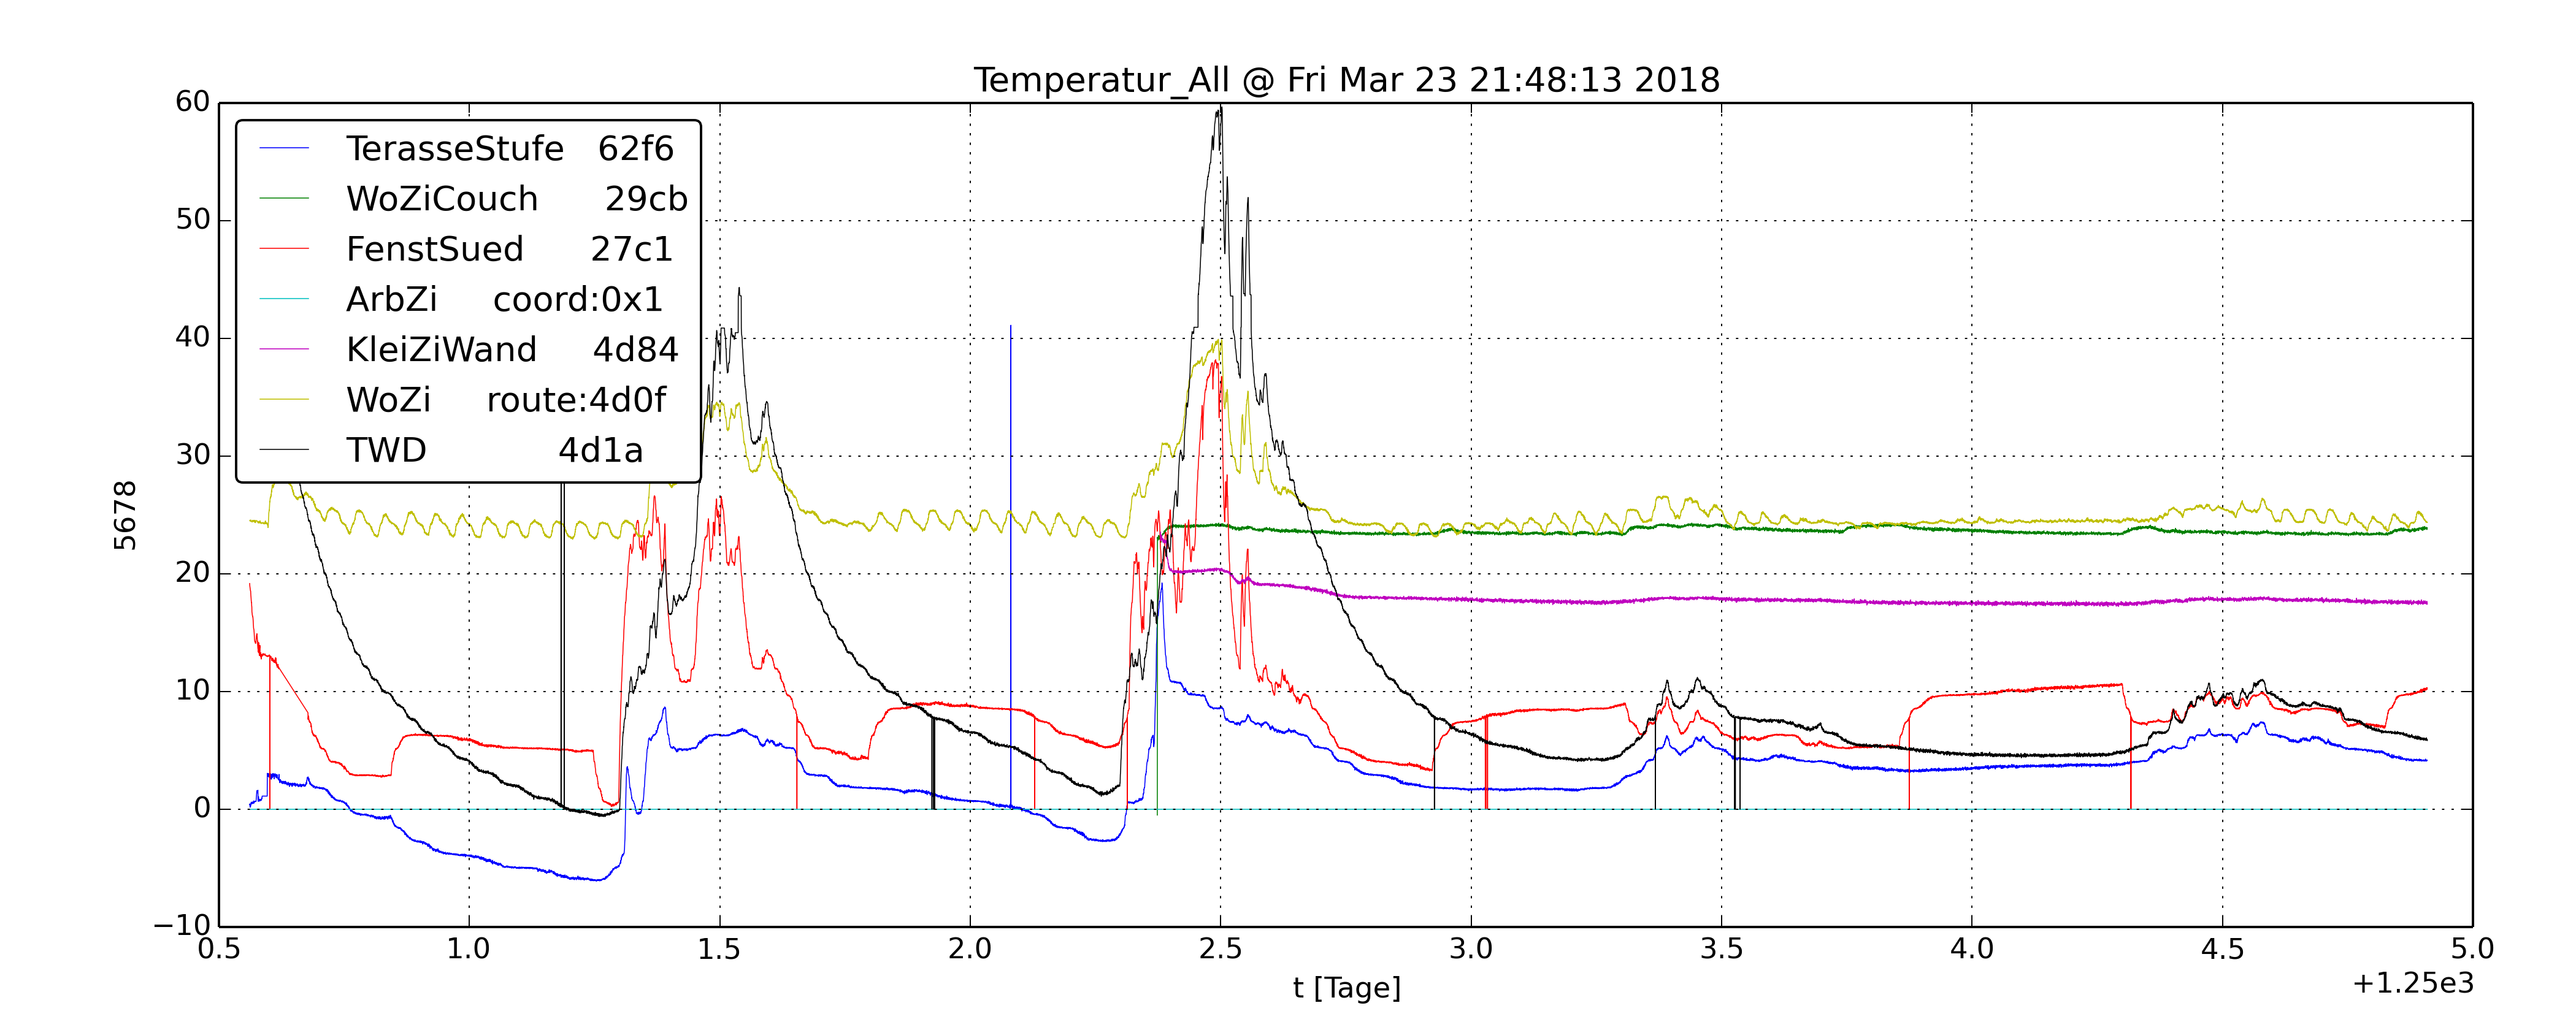 Temperatur_All @ Fri Mar 23 21:48:13 2018
60
50
40
30
20
10
0
−10
5678
TerasseStufe 62f6
WoZiCouch 29cb
FenstSued 27c1
ArbZi coord:0x1
KleiZiWand 4d84
WoZi route:4d0f
TWD 4d1a
0.5 1.0 1.5 2.0 2.5 3.0 3.5 4.0 4.5 5.0
+1.25e3
t [Tage]